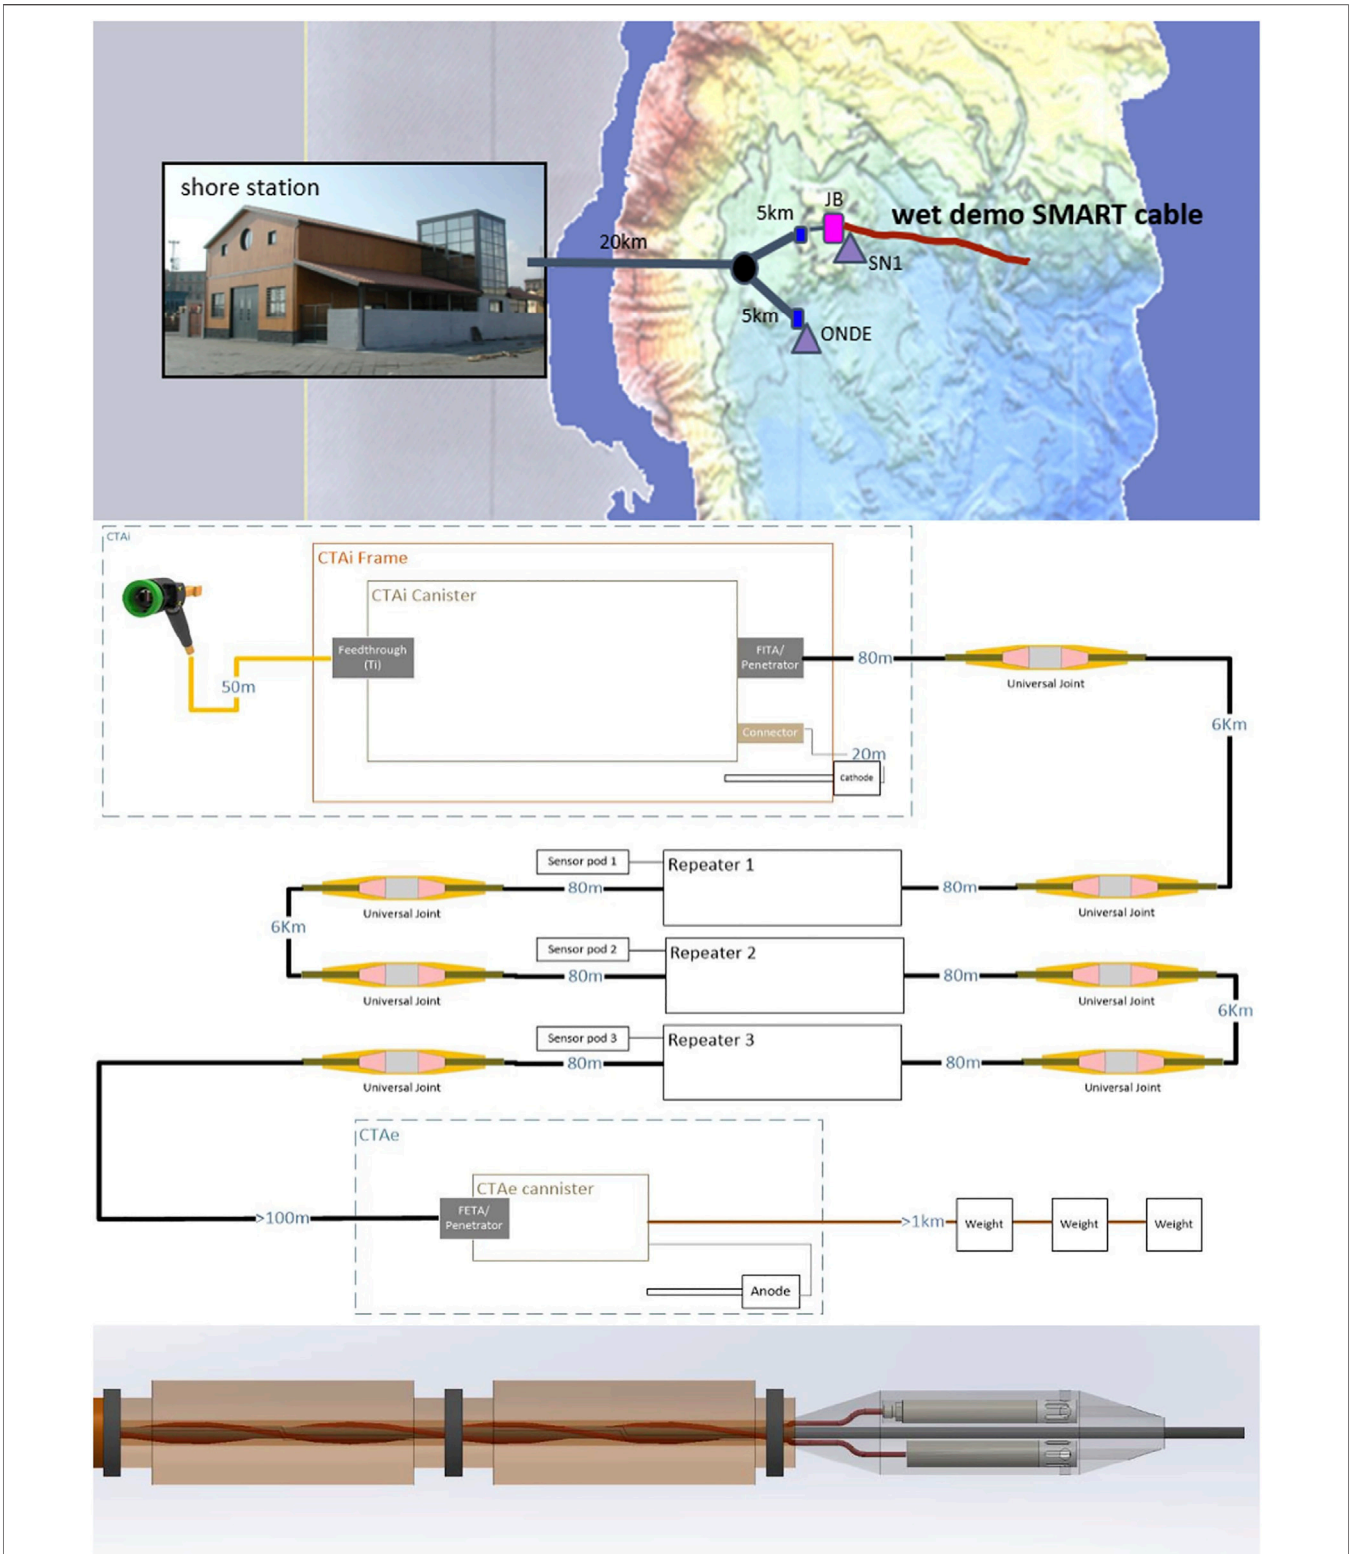 shore station
20km
5km
JB
wet demo SMART cable
SN1
5km
ONDE
CTAi
CTAi Frame
CTAi Canister
Feedthrough
(Ti)
FITA/
Penetrator
80m
Universal Joint
50m
6Km
Connector
20m
Cathode
Sensor pod 1
Repeater 1
80m
80m
Universal Joint
Universal Joint
6Km
Sensor pod 2
Repeater 2
80m
80m
Universal Joint
Universal Joint
6Km
Sensor pod 3
Repeater 3
80m
80m
Universal Joint
Universal Joint
CTAe
CTAe cannister
FETA/
Penetrator
>100m
>1km
Weight
Weight
Weight
Anode